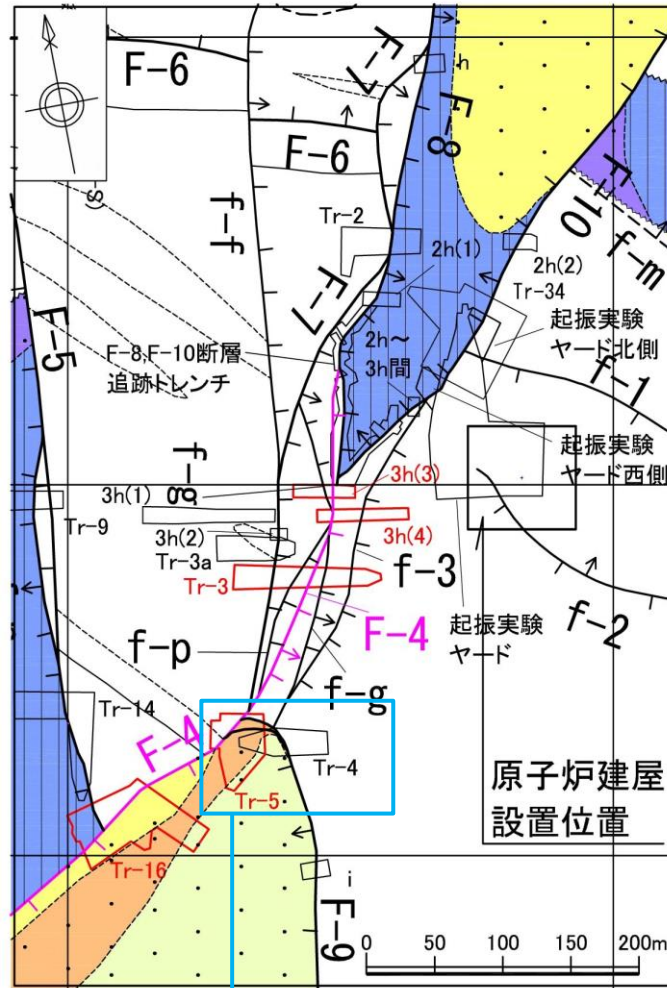 F-6
F-7
h
F-8
F-6
s)
f-f
Tr-2
2h(1)
F-10
f-m
2h(2)
Tr-34
F-7
F-5
F-8,F-10断層
追跡トレンチ
2h～
3h間
起振実験
ヤード北側
f-1
起振実験
ヤード西側
f-g
3h(1)
3h(3)
Tr-9
3h(2)
Tr-3a
3h(4)
Tr-3
f-3
F-4
起振実験
ヤード
f-2
f-p
f-g
Tr-14
F-4
Tr-4
Tr-5
原子炉建屋
設置位置
Tr-16
i
F-9
0 50 100 150 200m